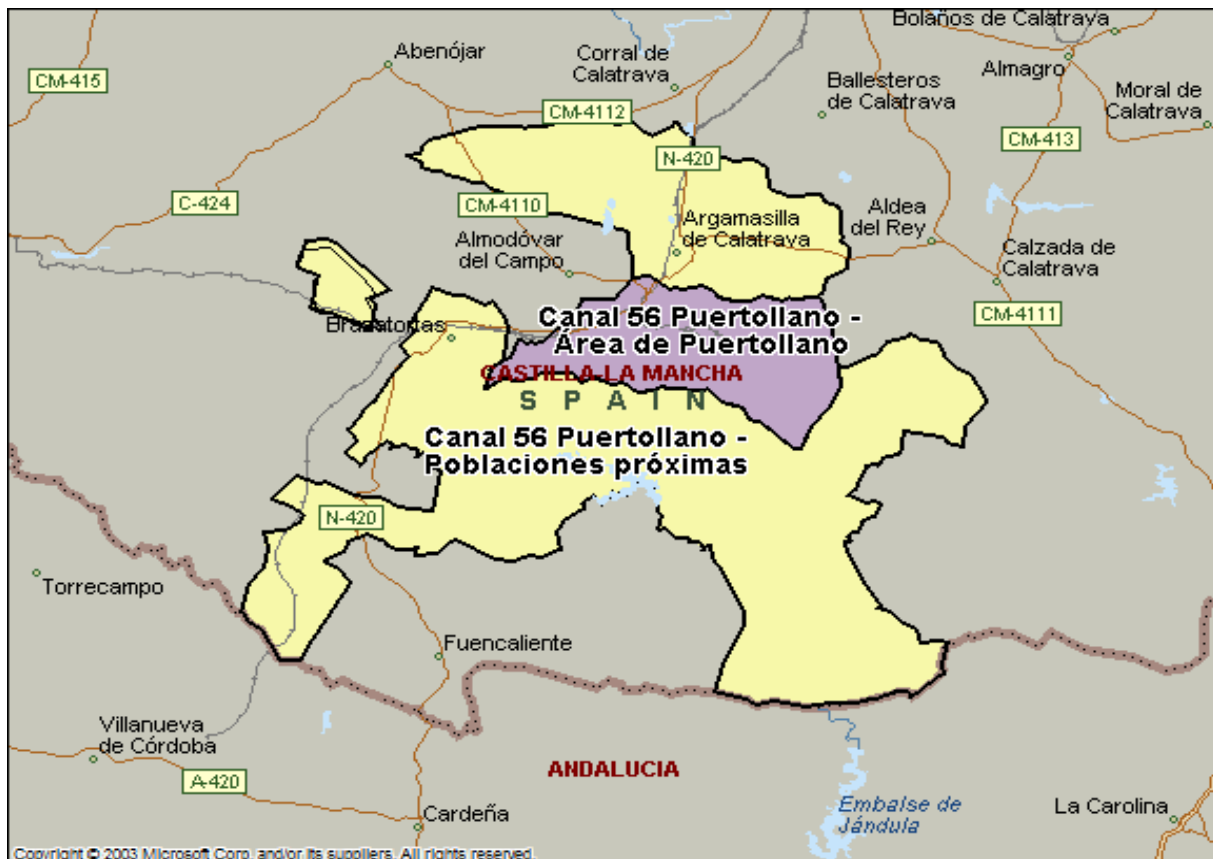 Bolaños de Calatrava
Abenójar
Corral de
Calatrava
Almagro
CM-415
Ballesteros
de Calatrava
Moral de
Calatrava
CM-4112
CM-413
N-420
C-424
CM-4110
Argamasilla
de Calatrava
Aldea
del Rey
Almodóvar
del Campo
Calzada de
Calatrava
Brazatortas
Canal 56 Puertollano -
Área de Puertollano
CM-4111
CASTILLA-LA MANCHA
SPAIN
Canal 56 Puertollano -
Poblaciones próximas
N-420
Torrecampo
Fuencaliente
Villanueva
de Córdoba
ANDALUCIA
A-420
Cardeña
Embalse de
Jándula
La Carolina
Copyright © 2003 Microsoft Corp. and/or its suppliers. All rights reserved.